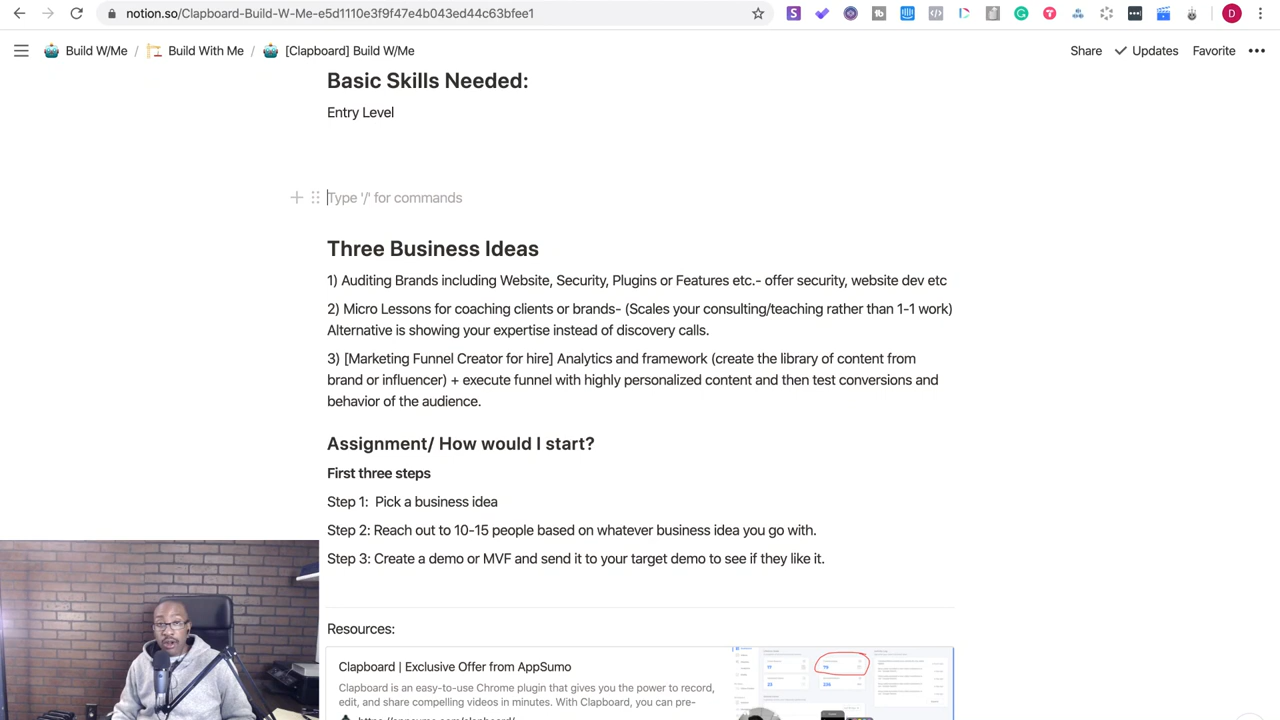 notion.so/Clapboard-Build-W-Me-e5d1110e3f9f47e4b043ed44c63bfee1
D
Build W/Me / Build With Me / [Clapboard] Build W/Me
Share Updates Favorite
Basic Skills Needed:
Entry Level
Type '/' for commands
Three Business Ideas
1) Auditing Brands including Website, Security, Plugins or Features etc.- offer security, website dev etc
2) Micro Lessons for coaching clients or brands- (Scales your consulting/teaching rather than 1-1 work)
Alternative is showing your expertise instead of discovery calls.
3) [Marketing Funnel Creator for hire] Analytics and framework (create the library of content from
brand or influencer) + execute funnel with highly personalized content and then test conversions and
behavior of the audience.
Assignment/ How would I start?
First three steps
Step 1:  Pick a business idea
Step 2: Reach out to 10-15 people based on whatever business idea you go with.
Step 3: Create a demo or MVF and send it to your target demo to see if they like it.
Resources:
Clapboard | Exclusive Offer from AppSumo
Clapboard is an easy-to-use Chrome plugin that gives you the power to record,
edit, and share compelling videos in minutes. With Clapboard, you can pre-
https://appsumo.com/clapboard/